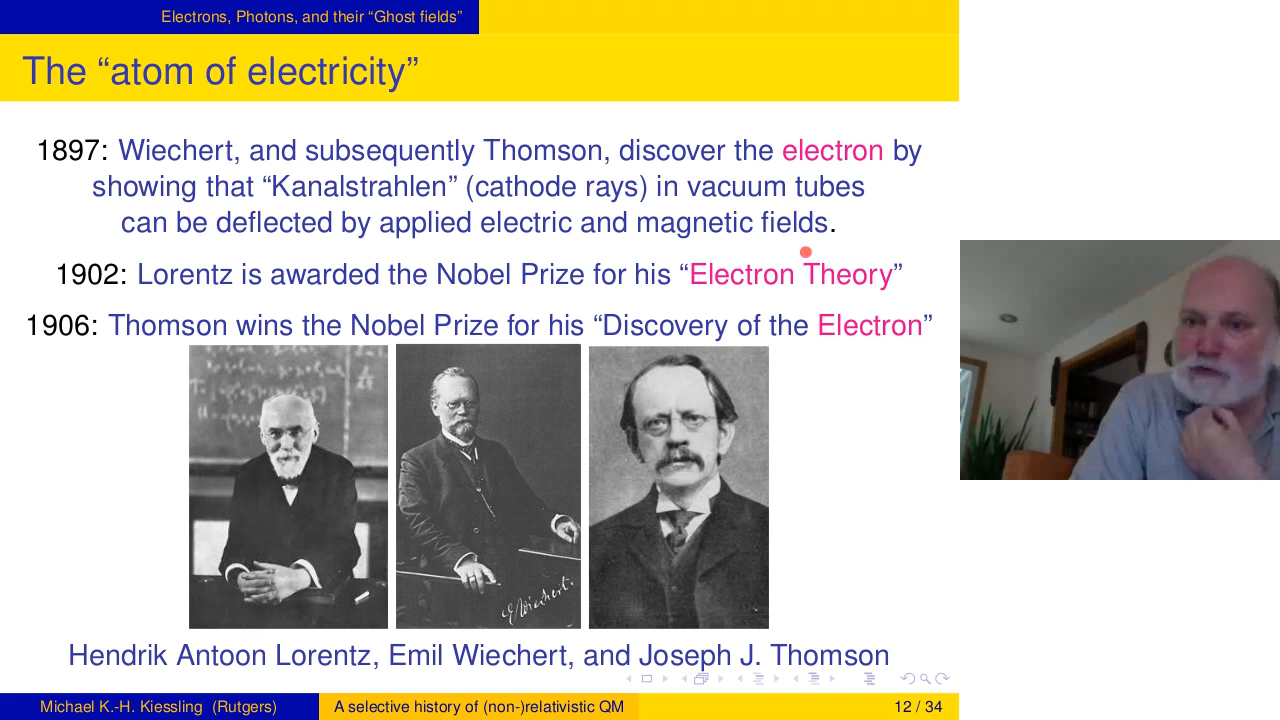 Electrons, Photons, and their “Ghost fields”
The “atom of electricity”
1897: Wiechert, and subsequently Thomson, discover the electron by
showing that “Kanalstrahlen” (cathode rays) in vacuum tubes
can be deflected by applied electric and magnetic fields.
1902: Lorentz is awarded the Nobel Prize for his “Electron Theory”
1906: Thomson wins the Nobel Prize for his “Discovery of the Electron”
E. Wiechert.
Hendrik Antoon Lorentz, Emil Wiechert, and Joseph J. Thomson
Michael K.-H. Kiessling (Rutgers)
A selective history of (non-)relativistic QM
12 / 34